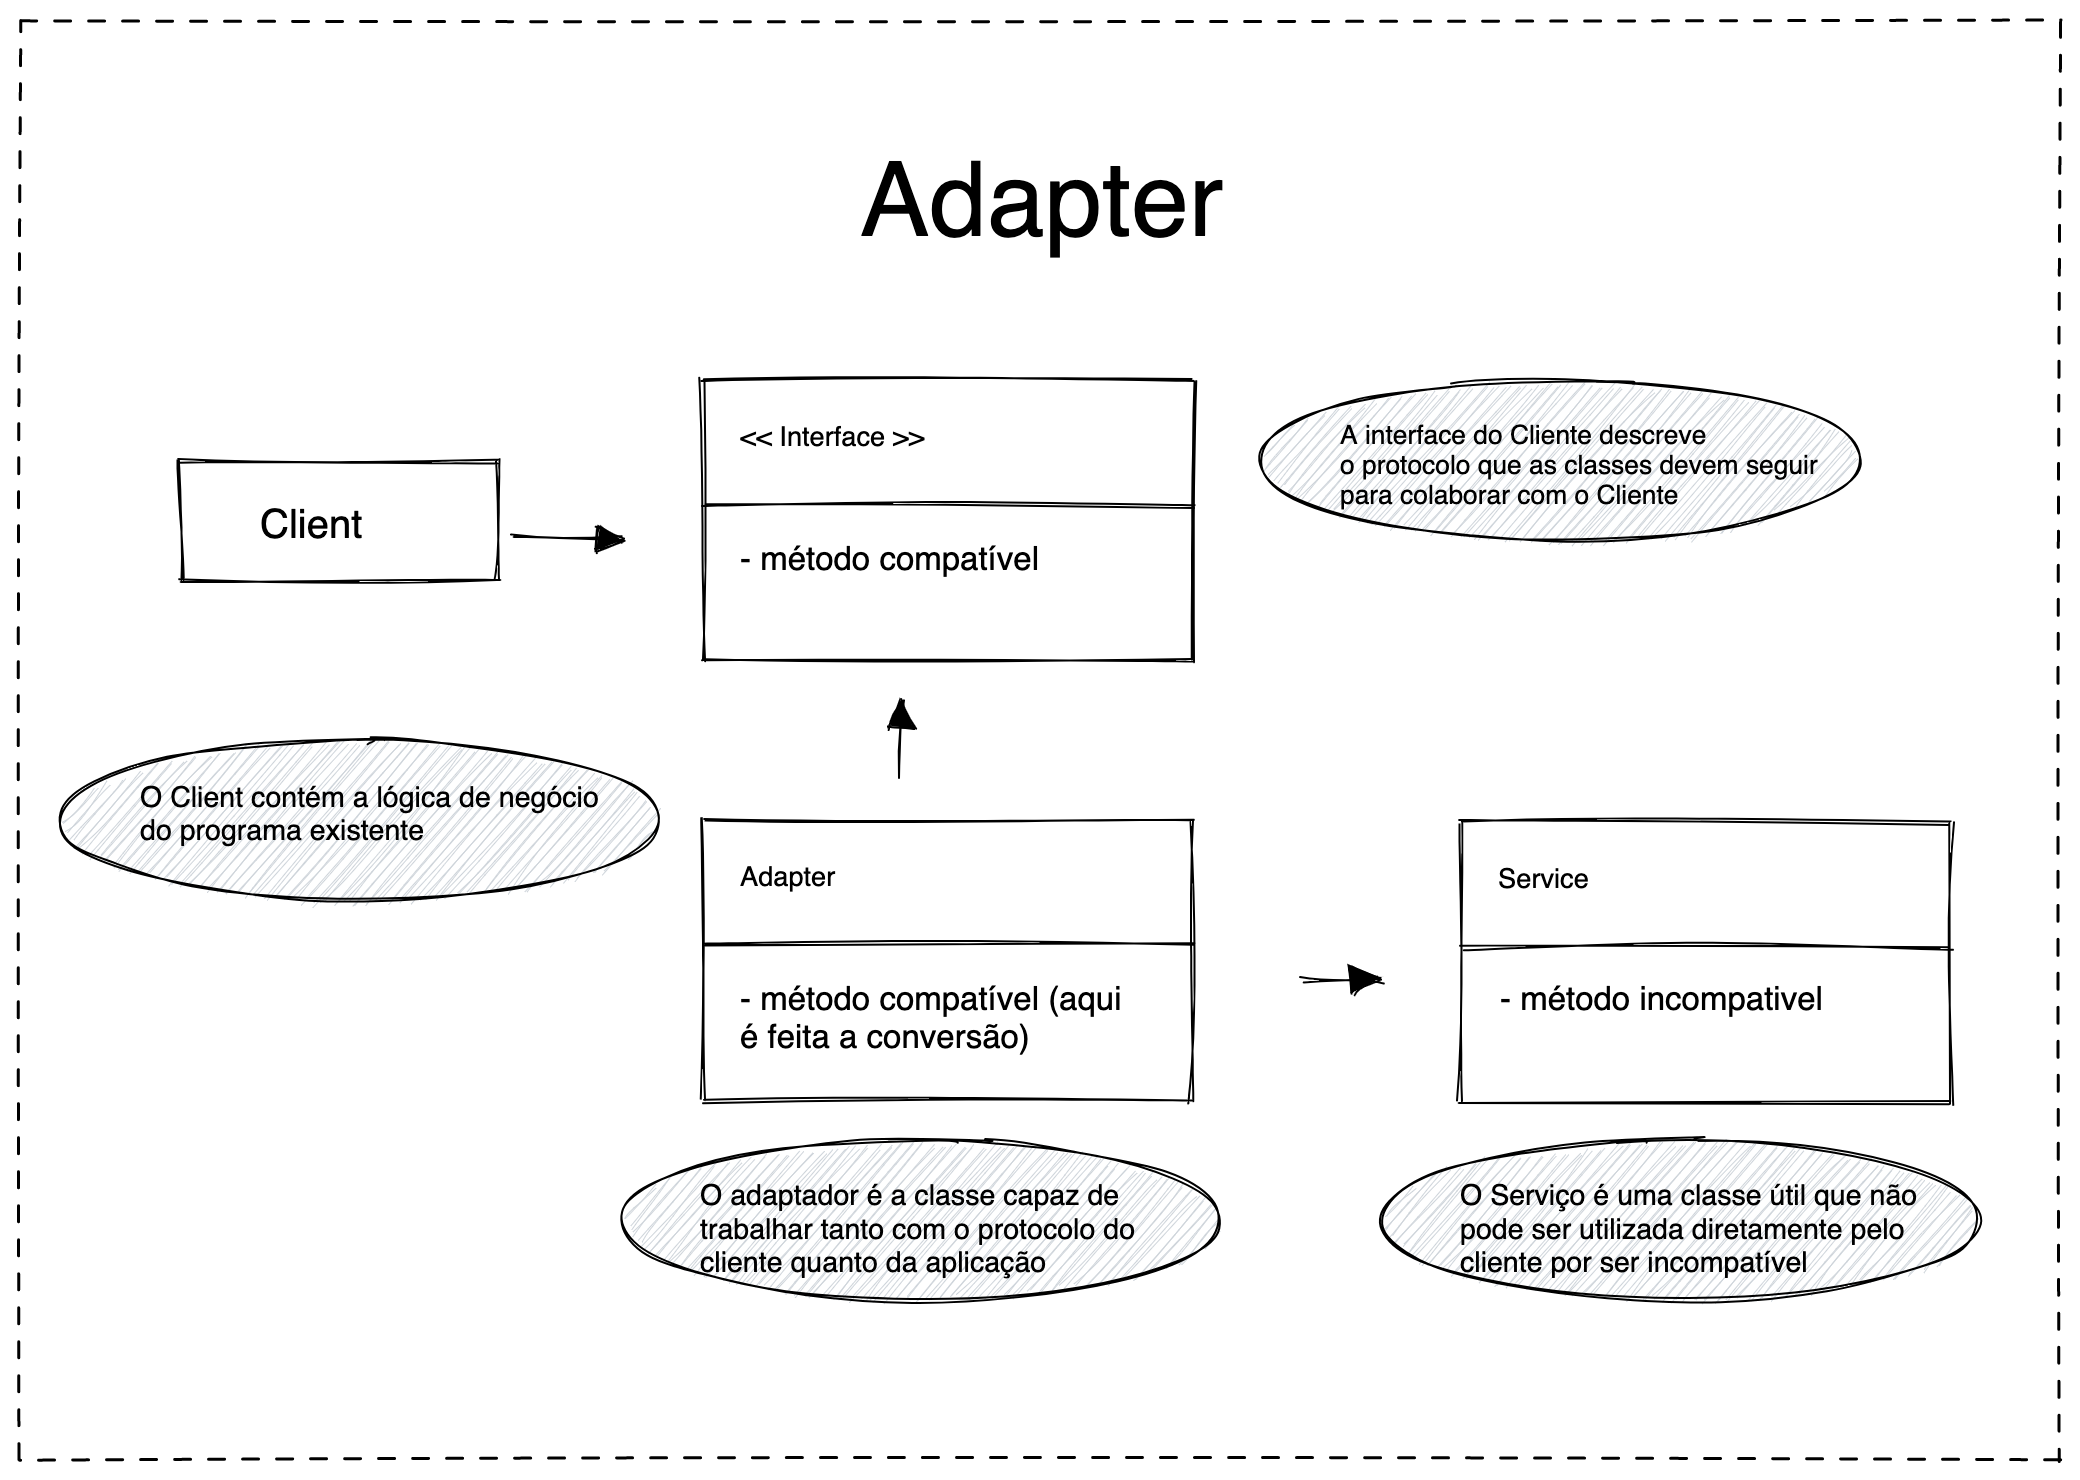 Adapter
<< Interface >>
A interface do Cliente descreve
o protocolo que as classes devem seguir
para colaborar com o Cliente
Client
- método compatível
O Client contém a lógica de negócio
do programa existente
Adapter
Service
- método compatível (aqui
é feita a conversão)
- método incompativel
O adaptador é a classe capaz de
trabalhar tanto com o protocolo do
cliente quanto da aplicação
O Serviço é uma classe útil que não
pode ser utilizada diretamente pelo
cliente por ser incompatível